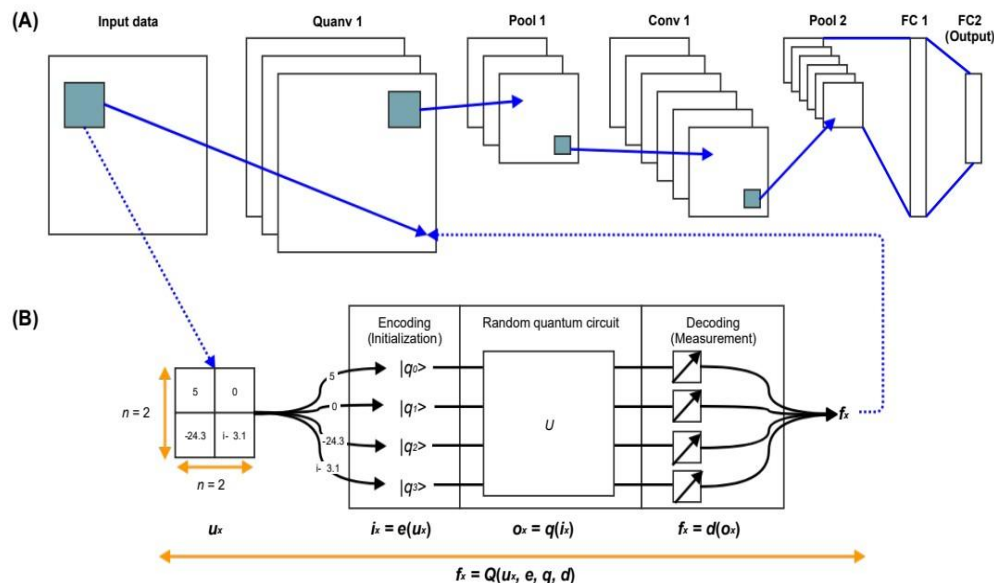 (A)
Input data
Quanv 1
Pool 1
Conv 1
Pool 2
FC 1
FC2
(Output)
(B)
Encoding
(Initialization)
Random quantum circuit
Decoding
(Measurement)
n = 2
5 0
-24.3 i- 3.1
n = 2
5
0
-24.3
i- 3.1
|q0>
|q1>
|q2>
|q3>
U
fx
ux
ix = e(ux)
ox = q(ix)
fx = d(ox)
fx = Q(ux, e, q, d)